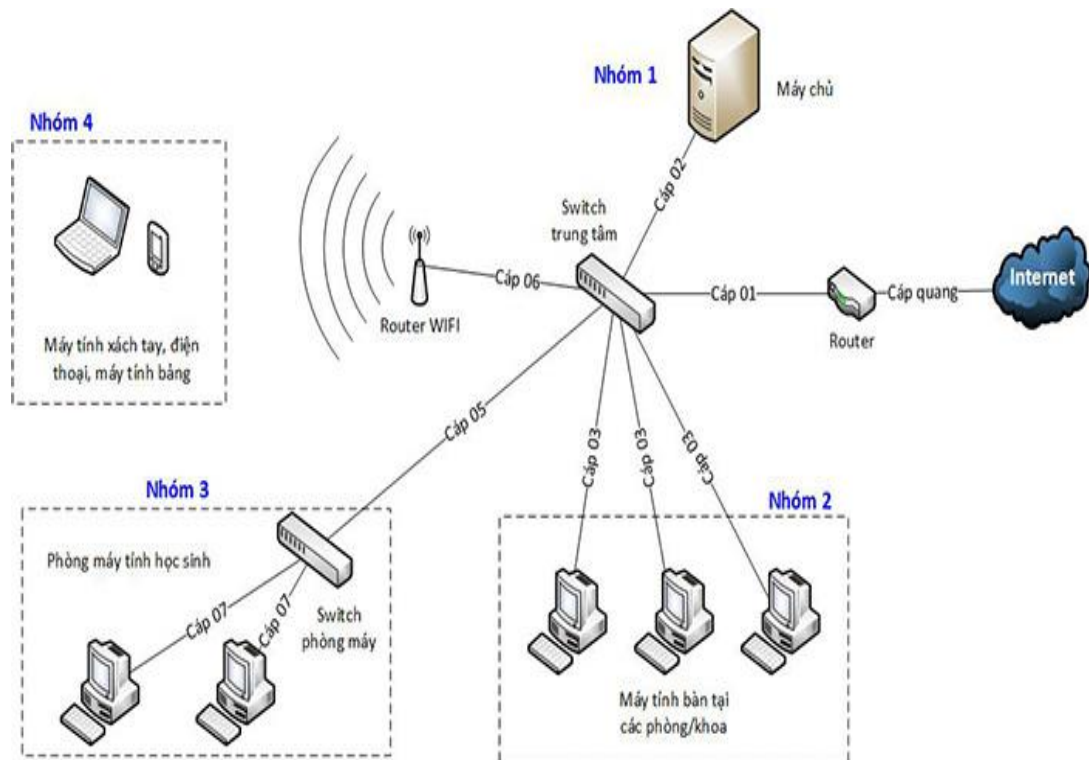 Nhóm 1
Máy chủ
Nhóm 4
Cáp 02
Switch
trung tâm
Cáp 06
Cáp 01
Cáp quang
Internet
Router WIFI
Router
Máy tính xách tay, điện
thoại, máy tính bảng
Cáp 05
Cáp 03
Cáp 03
Cáp 03
Nhóm 3
Nhóm 2
Phòng máy tính học sinh
Cáp 07
Cáp 07
Switch
phòng máy
Máy tính bàn tại
các phòng/khoa